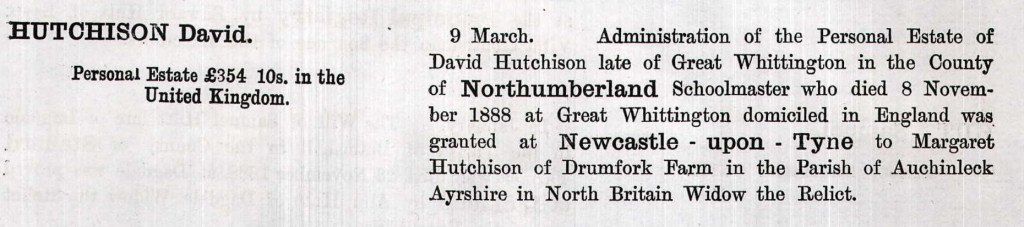 HUTCHISON David.
Personal Estate £354 10s. in the
United Kingdom.
9 March. Administration of the Personal Estate of
David Hutchison late of Great Whittington in the County
of Northumberland Schoolmaster who died 8 Novem-
ber 1888 at Great Whittington domiciled in England was
granted at Newcastle - upon - Tyne to Margaret
Hutchison of Drumfork Farm in the Parish of Auchinleck
Ayrshire in North Britain Widow the Relict.